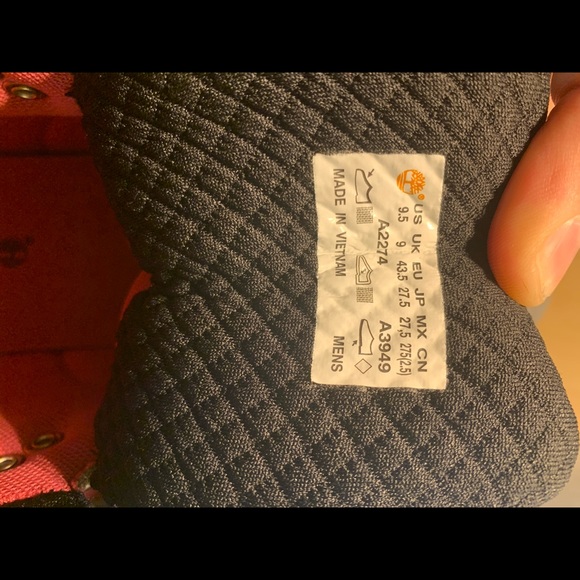 US UK EU JP MX CN
9.5 9 43.5 27.5 27.5 275(2.5)
A2274 A3949
MADE IN VIETNAM MENS